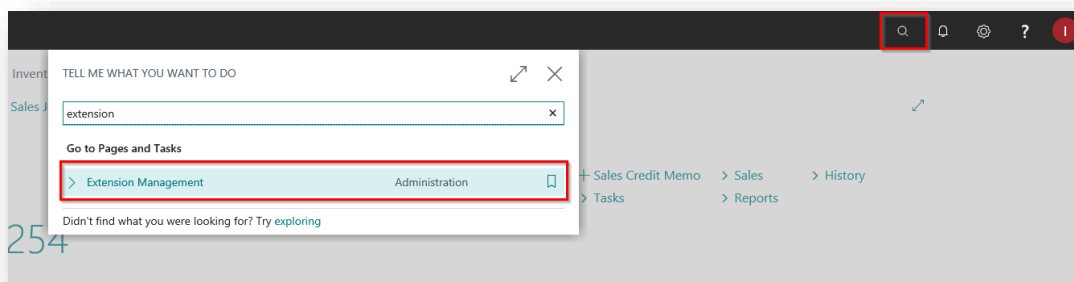 ?
I
Invent
TELL ME WHAT YOU WANT TO DO
Sales J
extension
Go to Pages and Tasks
Extension Management Administration
+ Sales Credit Memo > Sales > History
> Tasks > Reports
Didn't find what you were looking for? Try exploring
254